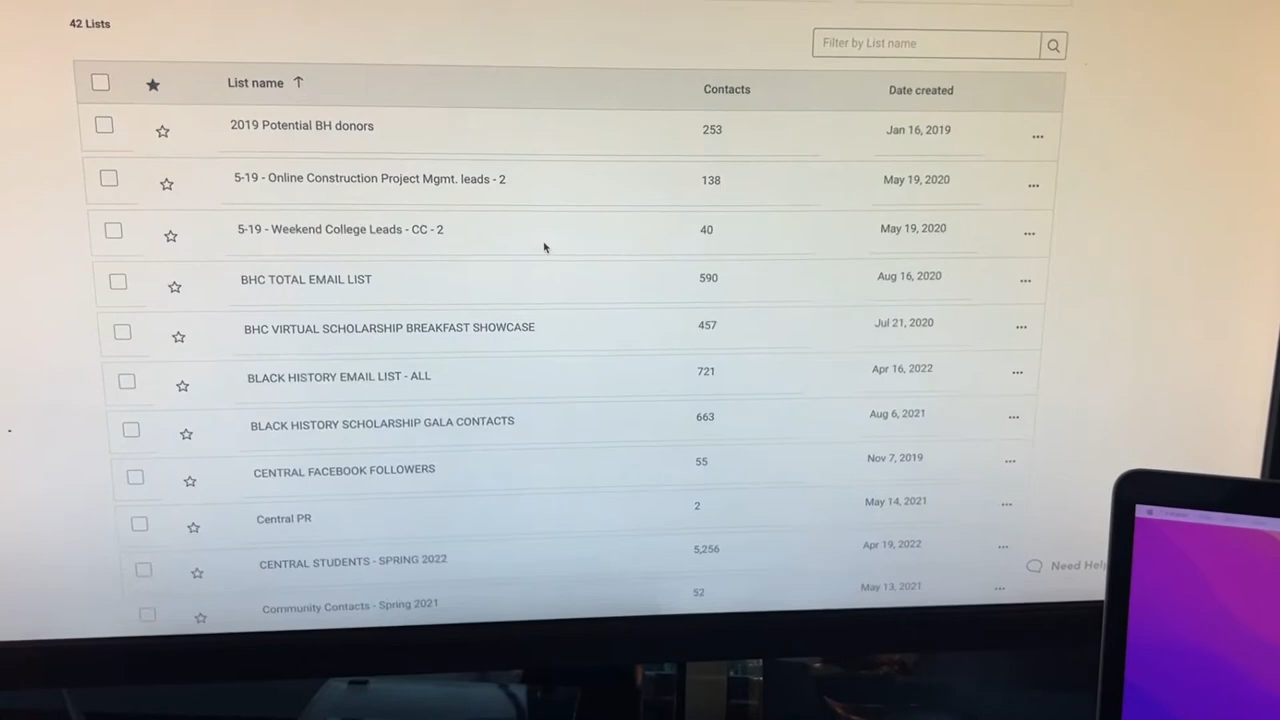 42 Lists
Filter by List name
List name ↑ Contacts Date created
2019 Potential BH donors 253 Jan 16, 2019
5-19 - Online Construction Project Mgmt. leads - 2 138 May 19, 2020
5-19 - Weekend College Leads - CC - 2 40 May 19, 2020
BHC TOTAL EMAIL LIST 590 Aug 16, 2020
BHC VIRTUAL SCHOLARSHIP BREAKFAST SHOWCASE 457 Jul 21, 2020
BLACK HISTORY EMAIL LIST - ALL 721 Apr 16, 2022
BLACK HISTORY SCHOLARSHIP GALA CONTACTS 663 Aug 6, 2021
CENTRAL FACEBOOK FOLLOWERS 55 Nov 7, 2019
Central PR 2 May 14, 2021
CENTRAL STUDENTS - SPRING 2022 5,256 Apr 19, 2022
Need Help
Community Contacts - Spring 2021 52 May 13, 2021